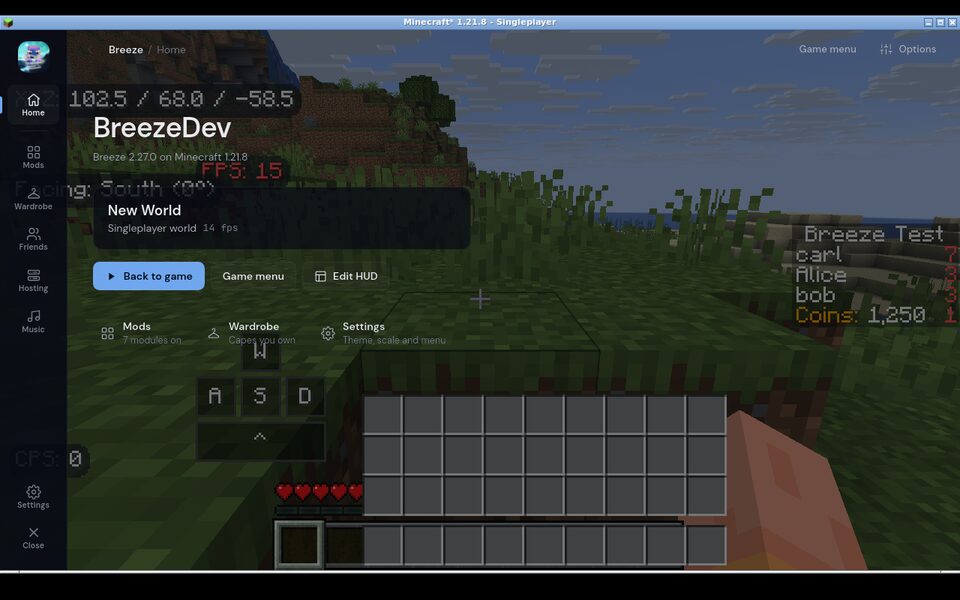 Minecraft* 1.21.8 - Singleplayer
Breeze / Home
Game menu
Options
Home
102.5 / 68.0 / -58.5
BreezeDev
Breeze 2.27.0 on Minecraft 1.21.8
FPS: 15
Mods
Facing: South (0°)
Wardrobe
New World
Singleplayer world 14 fps
Friends
Breeze Test
carl 7
Alice 3
bob 3
Coins: 1,250 1
Hosting
Back to game
Game menu
Edit HUD
Music
Mods
7 modules on
Wardrobe
Capes you own
Settings
Theme, scale and menu
W
A S D
^
CPS: 0
Settings
Close